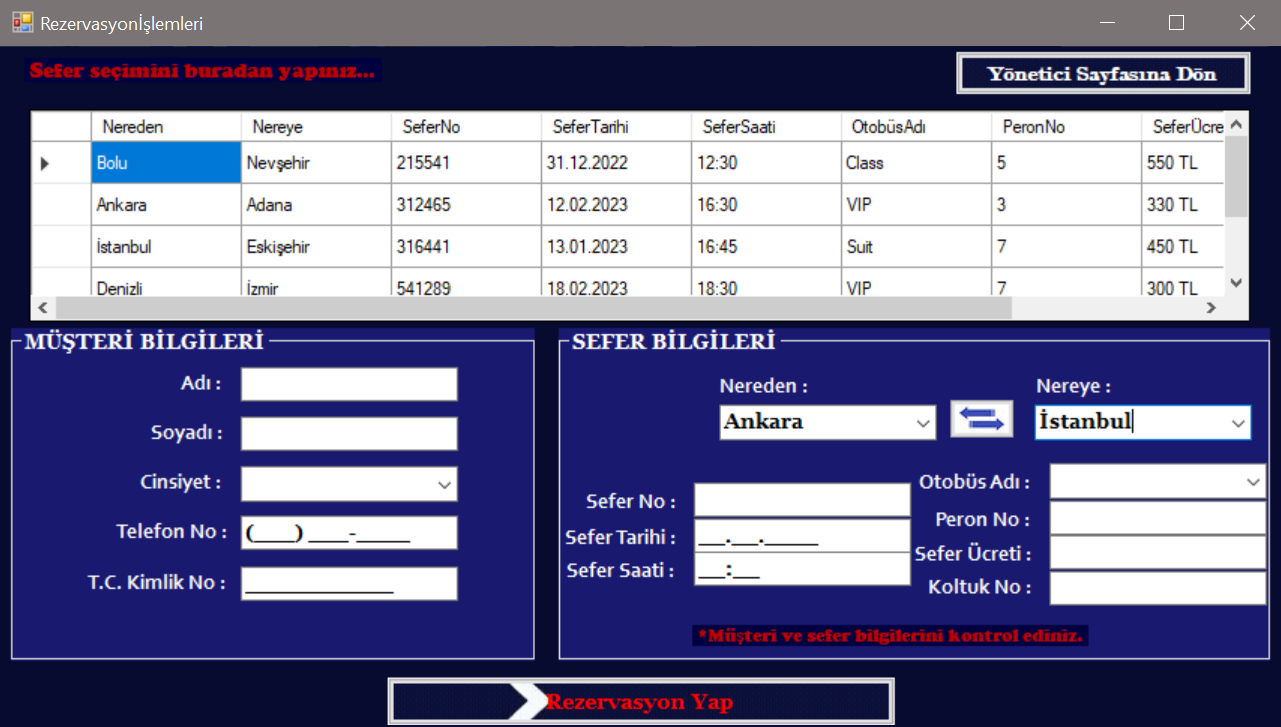 Rezervasyonİşlemleri
Sefer seçimini buradan yapınız...
Yönetici Sayfasına Dön
Nereden Nereye SeferNo SeferTarihi SeferSaati OtobüsAdı PeronNo SeferÜcre
Bolu Nevşehir 215541 31.12.2022 12:30 Class 5 550 TL
Ankara Adana 312465 12.02.2023 16:30 VIP 3 330 TL
İstanbul Eskişehir 316441 13.01.2023 16:45 Suit 7 450 TL
Denizli İzmir 541289 18.02.2023 18:30 VIP 7 300 TL
MÜŞTERİ BİLGİLERİ
Adı :
Soyadı :
Cinsiyet :
Telefon No : (___) ___-____
T.C. Kimlik No : ___________
SEFER BİLGİLERİ
Nereden : Nereye :
Ankara İstanbul
Sefer No :
Sefer Tarihi : __.__.____
Sefer Saati : __:__
Otobüs Adı :
Peron No :
Sefer Ücreti :
Koltuk No :
*Müşteri ve sefer bilgilerini kontrol ediniz.
Rezervasyon Yap